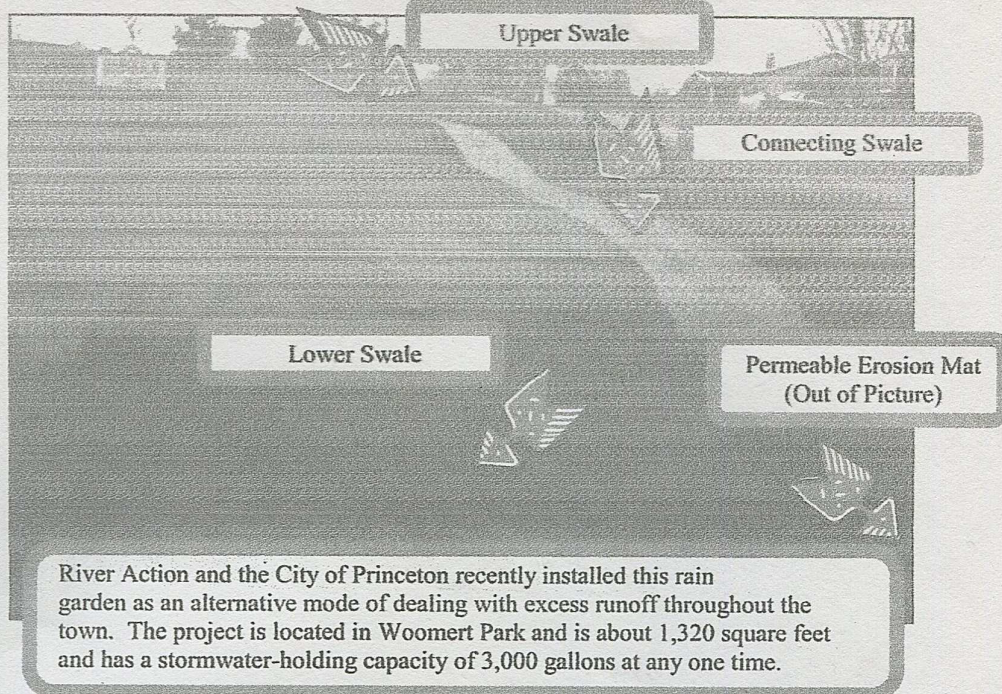 Upper Swale
Connecting Swale
Lower Swale
Permeable Erosion Mat
(Out of Picture)
River Action and the City of Princeton recently installed this rain
garden as an alternative mode of dealing with excess runoff throughout the
town. The project is located in Woomert Park and is about 1,320 square feet
and has a stormwater-holding capacity of 3,000 gallons at any one time.